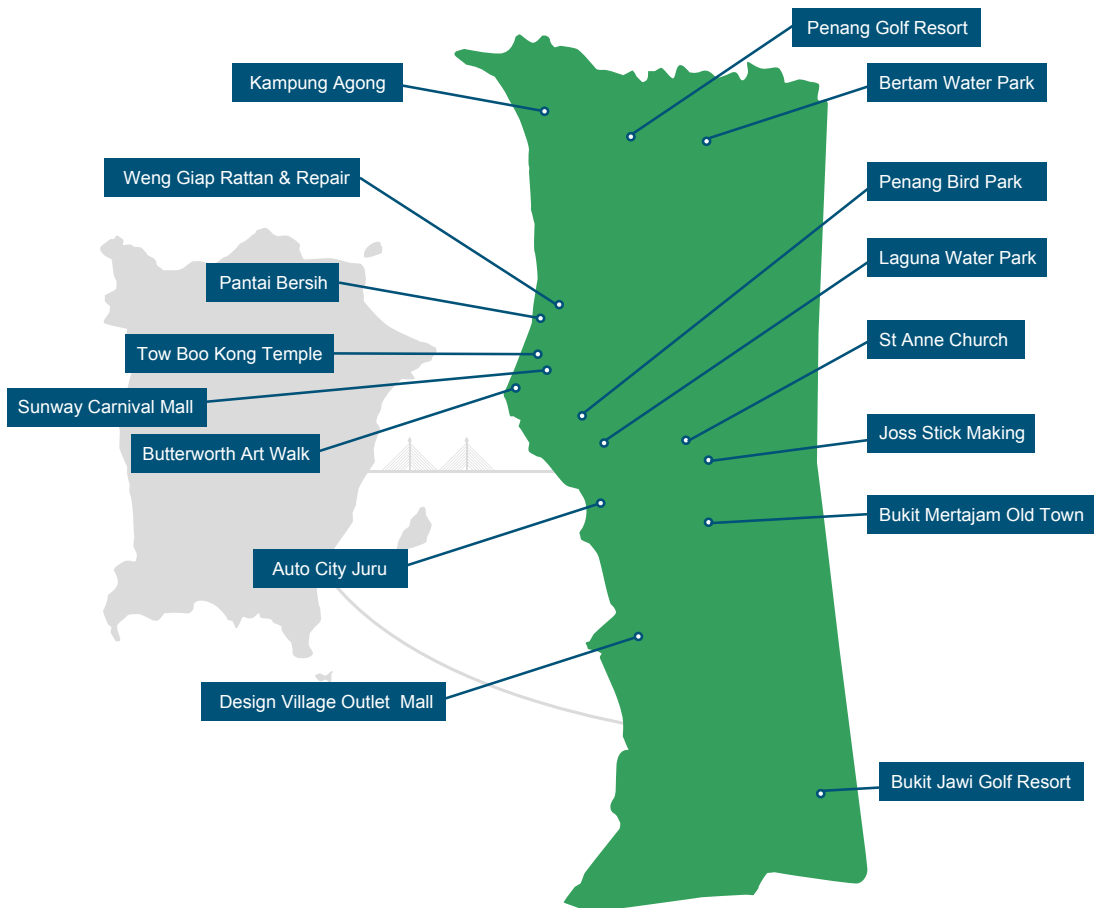 Penang Golf Resort
Kampung Agong
Bertam Water Park
Weng Giap Rattan & Repair
Penang Bird Park
Laguna Water Park
Pantai Bersih
St Anne Church
Tow Boo Kong Temple
Sunway Carnival Mall
Joss Stick Making
Butterworth Art Walk
Bukit Mertajam Old Town
Auto City Juru
Design Village Outlet Mall
Bukit Jawi Golf Resort